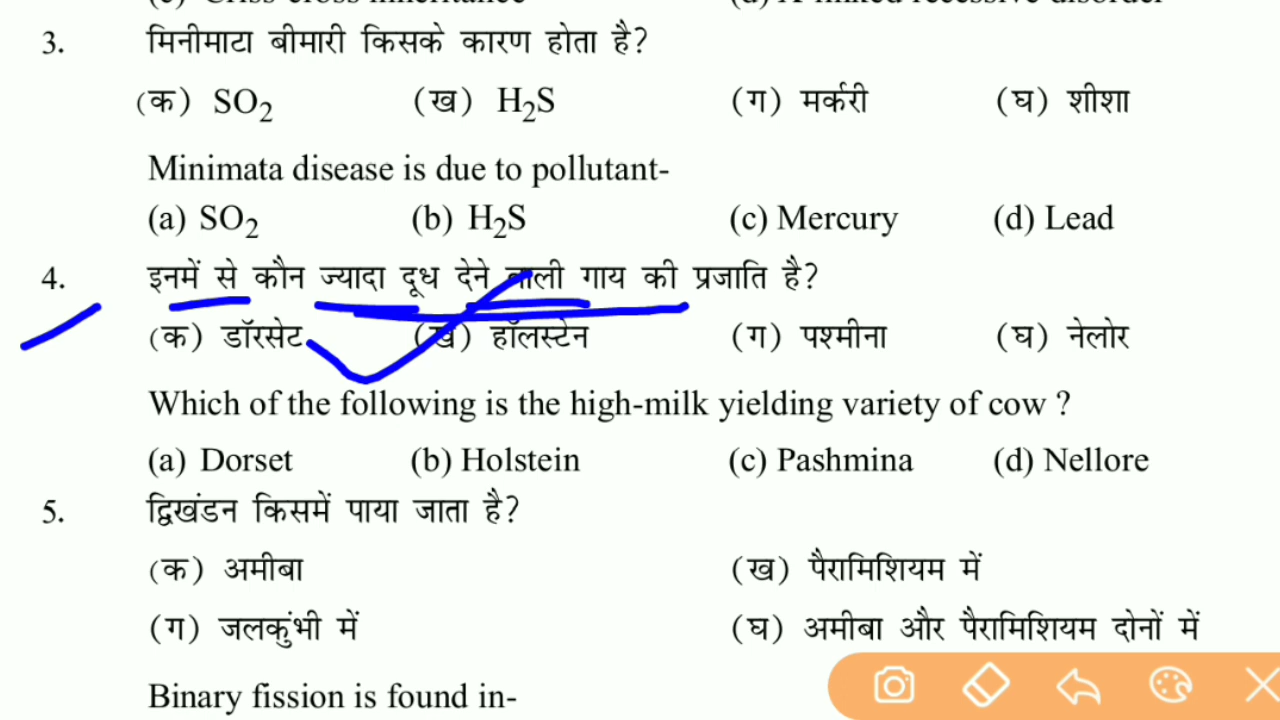 3. मिनीमाटा बीमारी किसके कारण होता है?
(क) SO₂ (ख) H₂S (ग) मर्करी (घ) शीशा
Minimata disease is due to pollutant-
(a) SO₂ (b) H₂S (c) Mercury (d) Lead
4. इनमें से कौन ज्यादा दूध देने वाली गाय की प्रजाति है?
(क) डॉरसेट (ख) हॉलस्टेन (ग) पश्मीना (घ) नेलोर
Which of the following is the high-milk yielding variety of cow ?
(a) Dorset (b) Holstein (c) Pashmina (d) Nellore
5. द्विखंडन किसमें पाया जाता है?
(क) अमीबा (ख) पैरामिशियम में
(ग) जलकुंभी में (घ) अमीबा और पैरामिशियम दोनों में
Binary fission is found in-